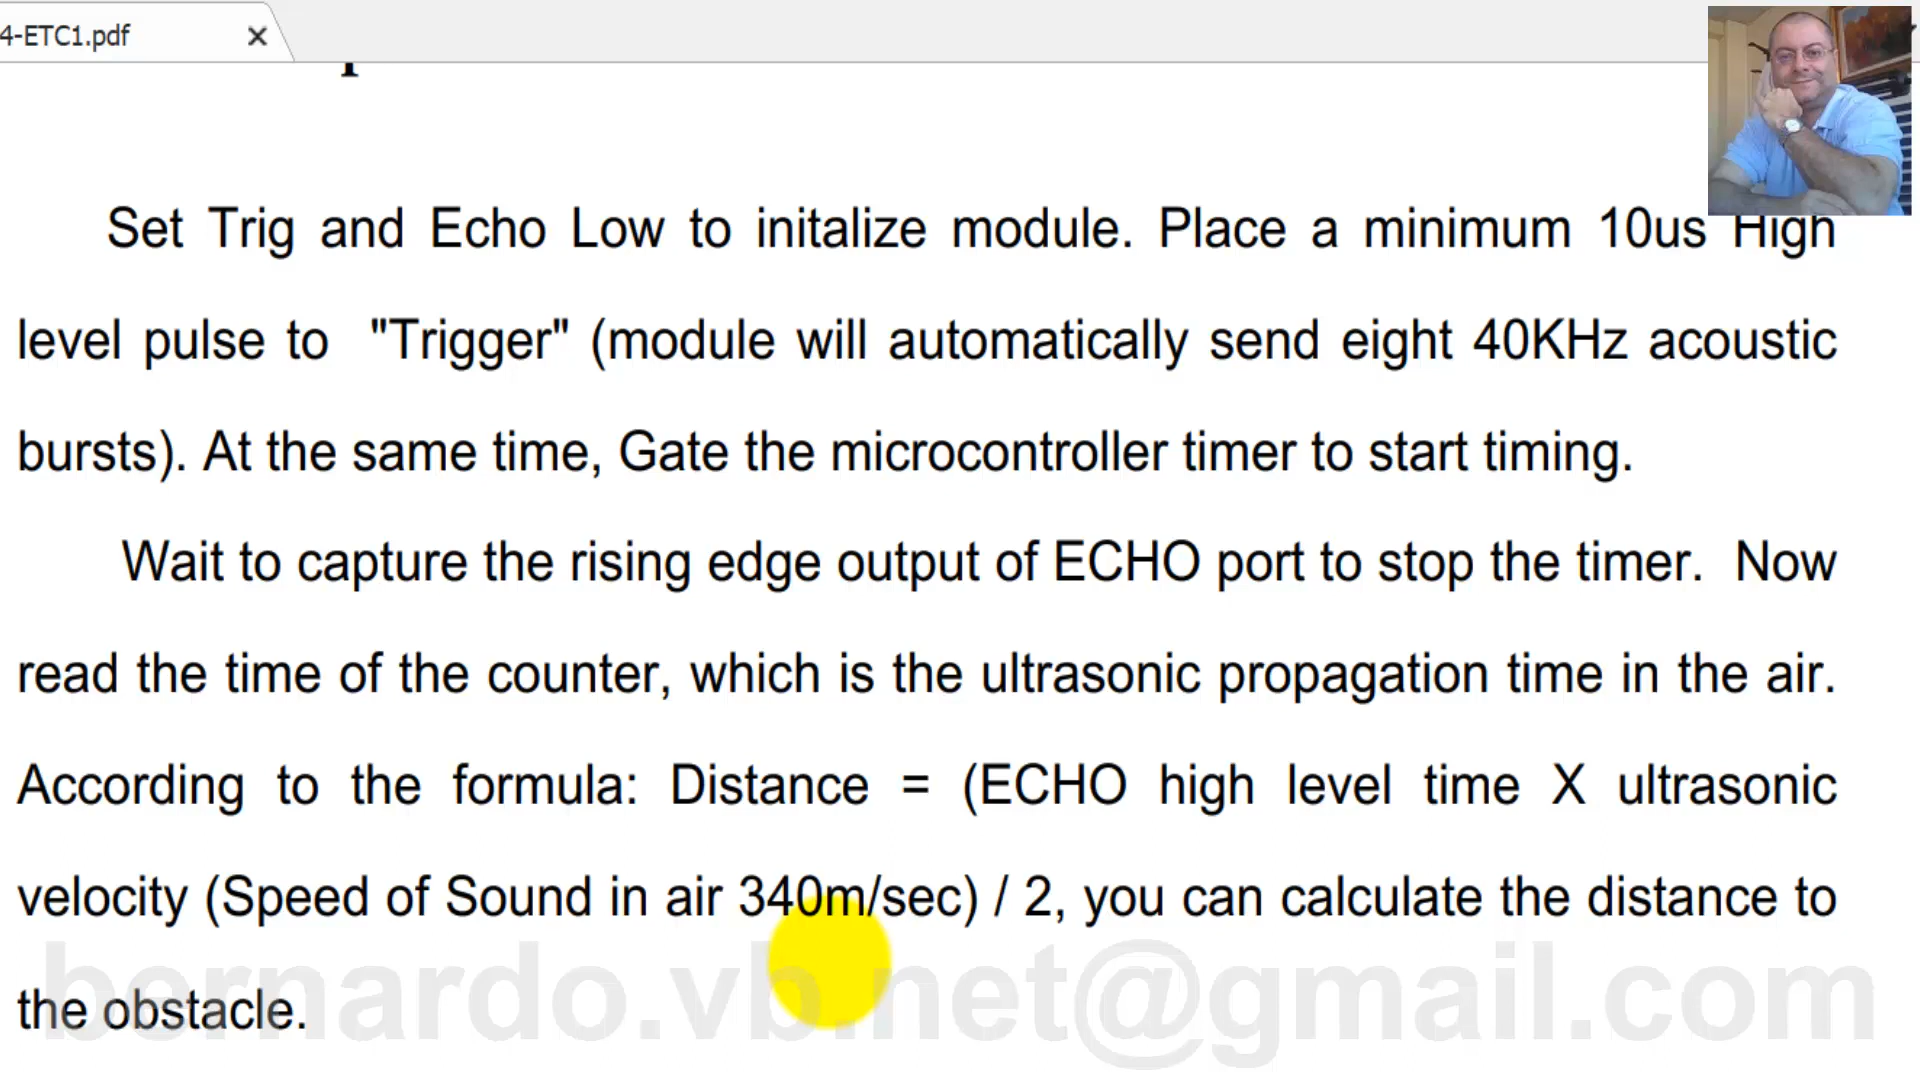 4-ETC1.pdf
Set Trig and Echo Low to initalize module. Place a minimum 10us High
level pulse to "Trigger" (module will automatically send eight 40KHz acoustic
bursts). At the same time, Gate the microcontroller timer to start timing.
Wait to capture the rising edge output of ECHO port to stop the timer. Now
read the time of the counter, which is the ultrasonic propagation time in the air.
According to the formula: Distance = (ECHO high level time X ultrasonic
velocity (Speed of Sound in air 340m/sec) / 2, you can calculate the distance to
the obstacle.
bernardo.vb.net@gmail.com